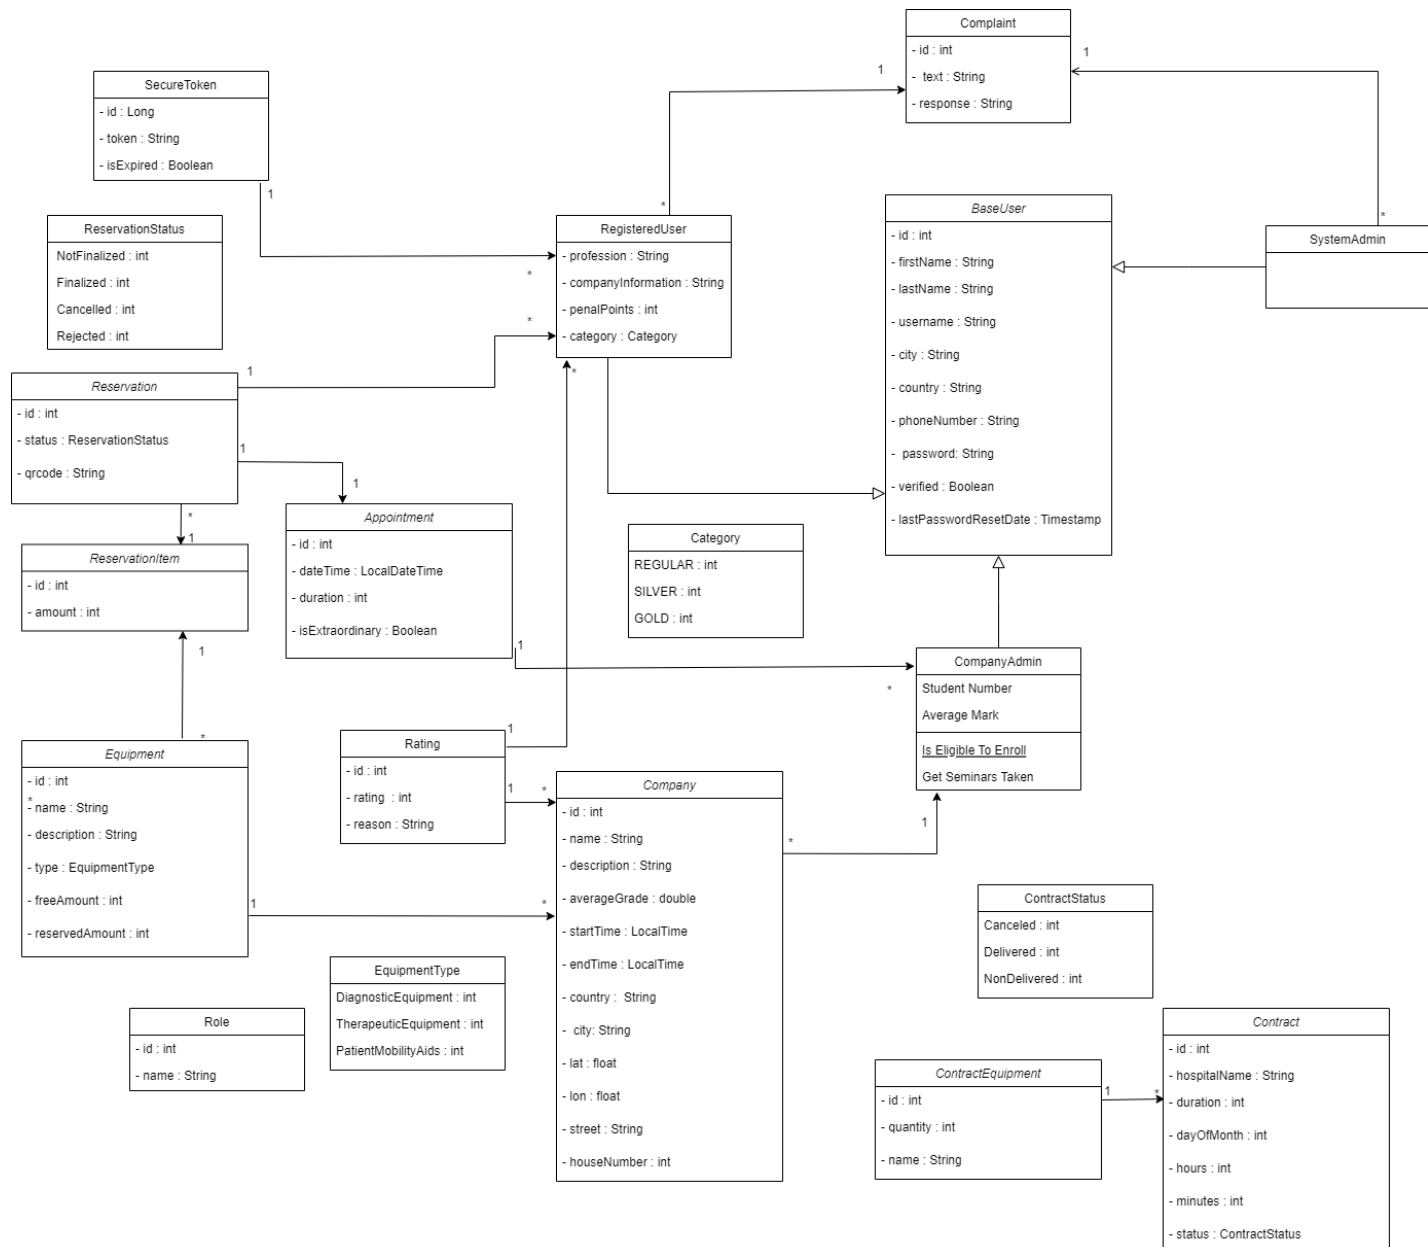 Complaint
- id : int
-  text : String
- response : String
1
1
1
*
*
SecureToken
- id : Long
- token : String
- isExpired : Boolean
1
ReservationStatus
NotFinalized : int
Finalized : int
Cancelled : int
Rejected : int
RegisteredUser
- profession : String
- companyInformation : String
- penalPoints : int
- category : Category
*
*
*
BaseUser
- id : int
- firstName : String
- lastName : String
- username : String
- city : String
- country : String
- phoneNumber : String
-  password: String
- verified : Boolean
- lastPasswordResetDate : Timestamp
SystemAdmin
Reservation
- id : int
- status : ReservationStatus
- qrcode : String
1
1
1
*
1
ReservationItem
- id : int
- amount : int
1
*
Appointment
- id : int
- dateTime : LocalDateTime
- duration : int
- isExtraordinary : Boolean
1
*
Category
REGULAR : int
SILVER : int
GOLD : int
CompanyAdmin
Student Number
Average Mark
Is Eligible To Enroll
Get Seminars Taken
1
*
Equipment
- id : int
*
- name : String
- description : String
- type : EquipmentType
- freeAmount : int
- reservedAmount : int
1
*
Rating
- id : int
- rating  : int
- reason : String
1
1
*
Company
- id : int
- name : String
- description : String
- averageGrade : double
- startTime : LocalTime
- endTime : LocalTime
- country :  String
-  city: String
- lat : float
- lon : float
- street : String
- houseNumber : int
EquipmentType
DiagnosticEquipment : int
TherapeuticEquipment : int
PatientMobilityAids : int
Role
- id : int
- name : String
ContractStatus
Canceled : int
Delivered : int
NonDelivered : int
ContractEquipment
- id : int
- quantity : int
- name : String
1
*
Contract
- id : int
- hospitalName : String
- duration : int
- dayOfMonth : int
- hours : int
- minutes : int
- status : ContractStatus